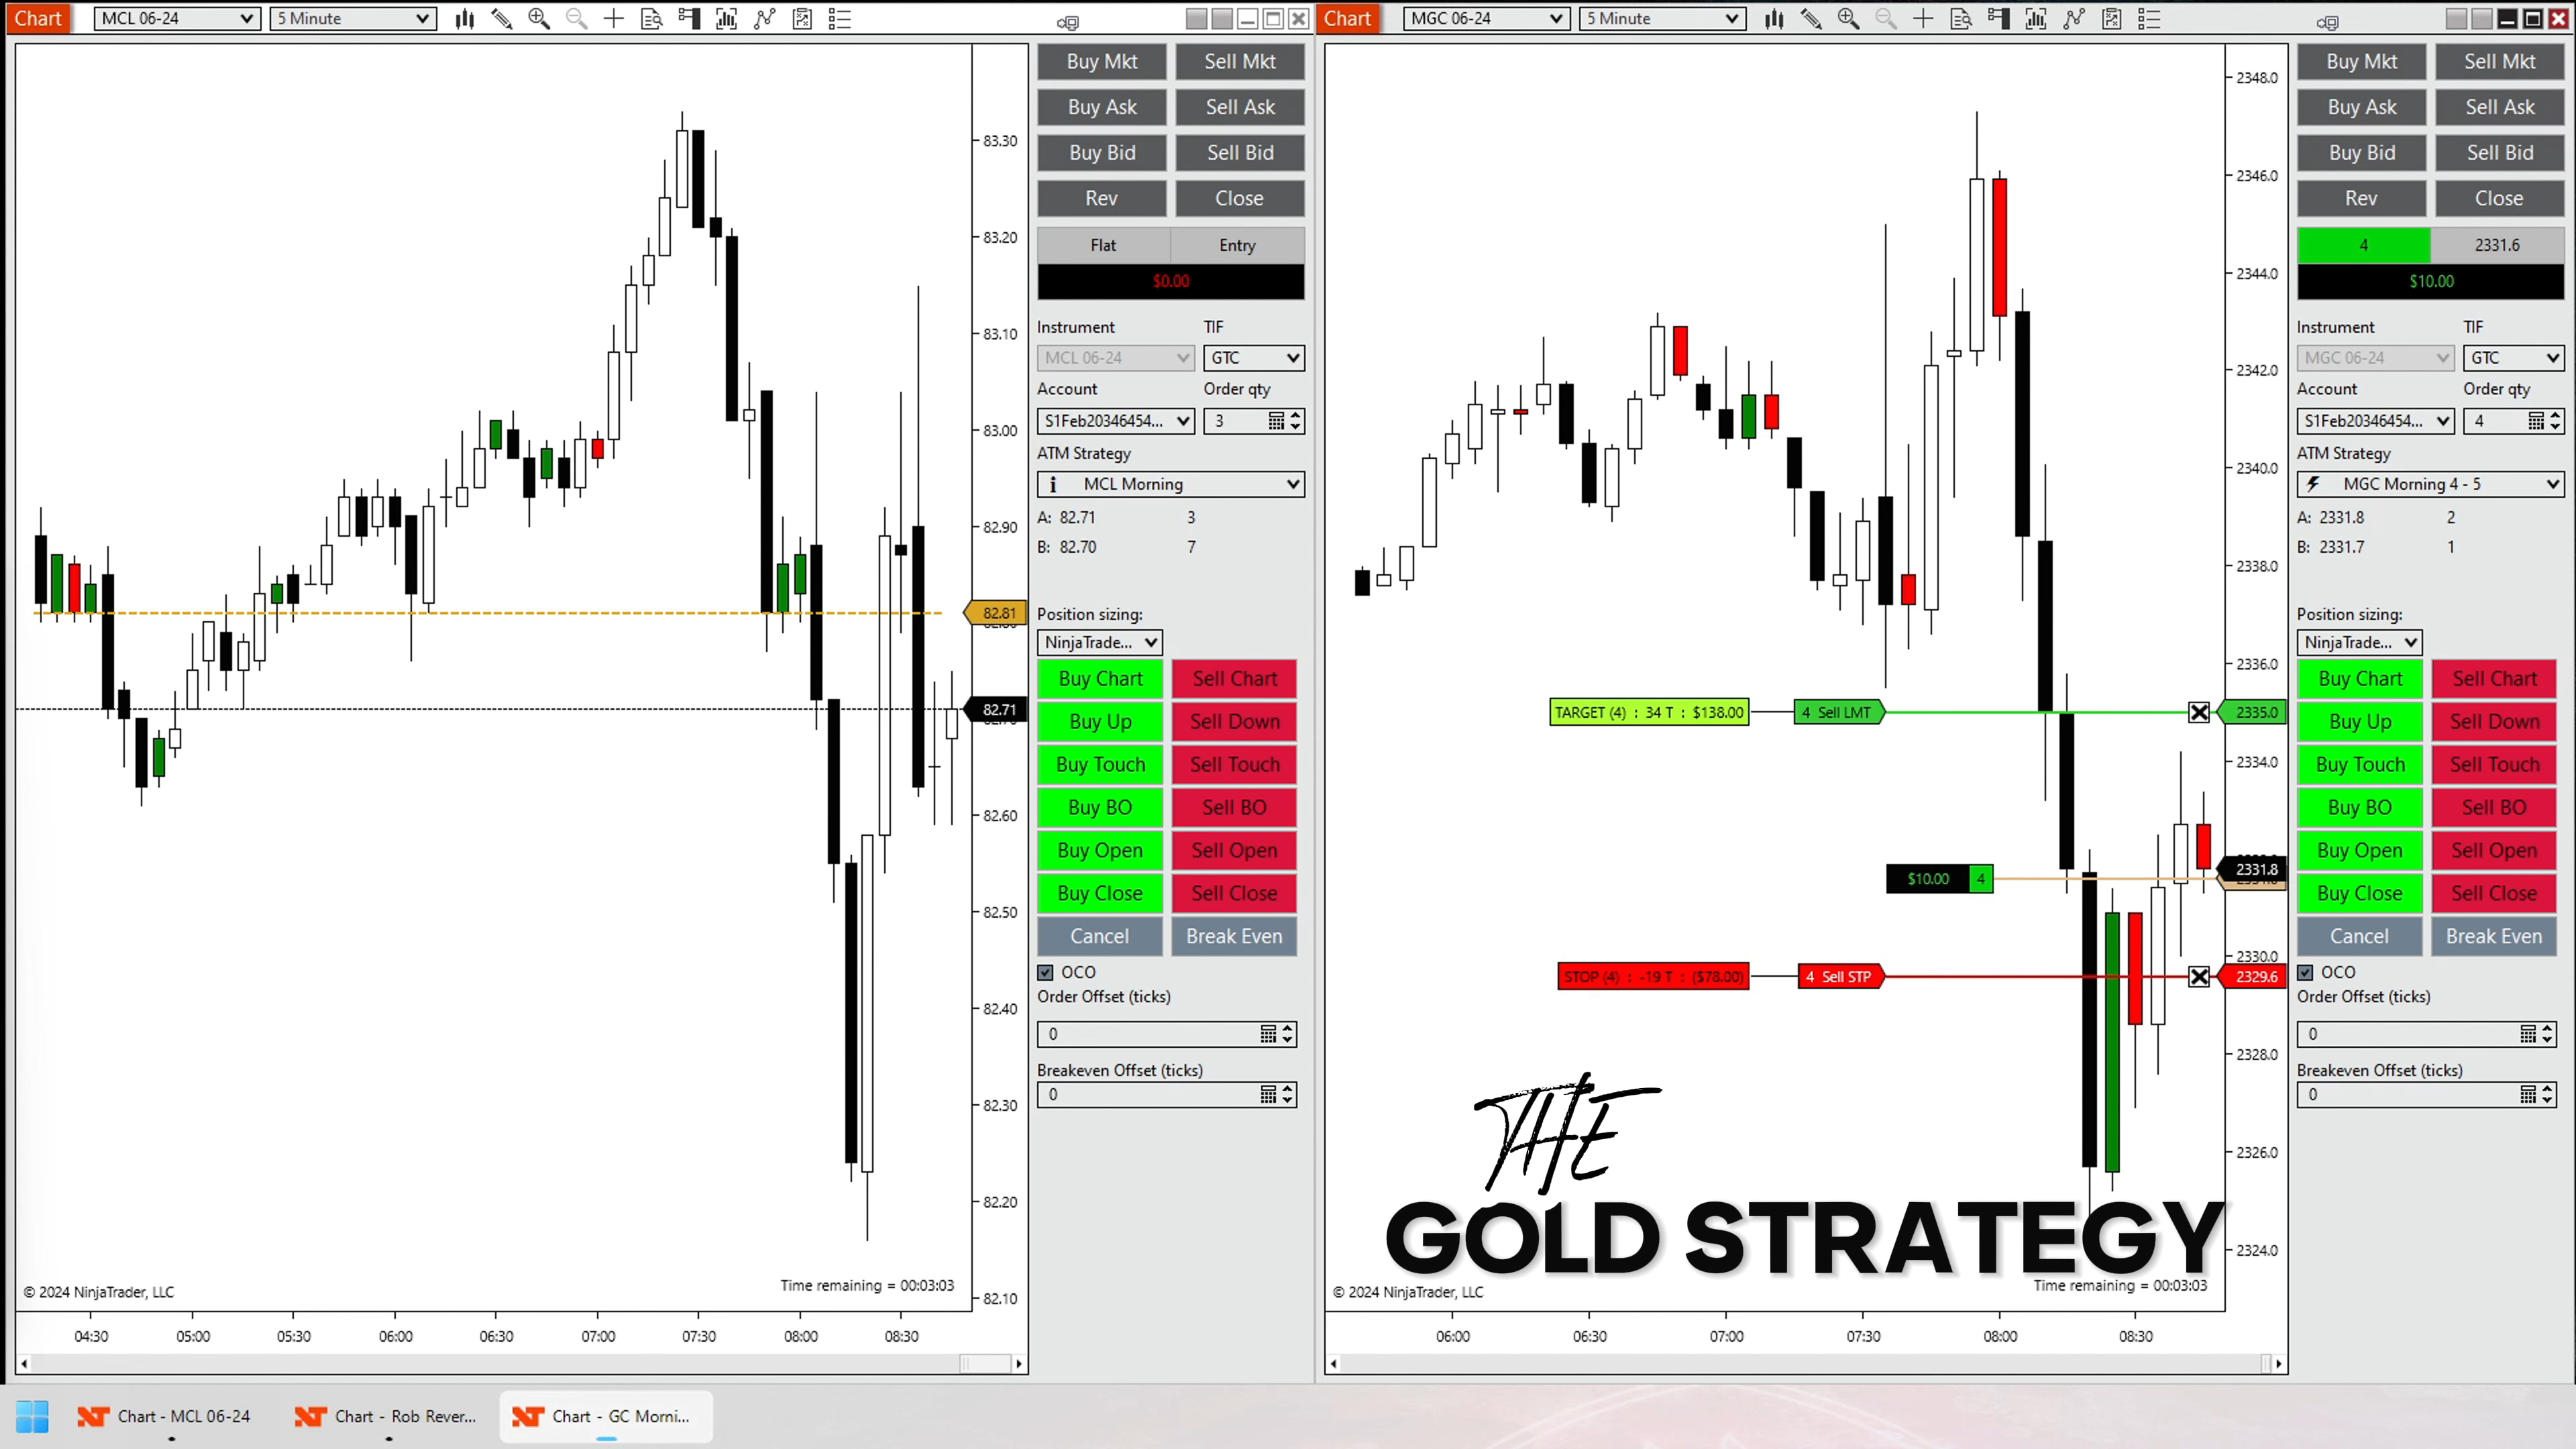 Chart MCL 06-24 5 Minute
Buy Mkt Sell Mkt
Buy Ask Sell Ask
Buy Bid Sell Bid
Rev Close
Flat Entry
$0.00
Instrument TIF
MCL 06-24 GTC
Account Order qty
S1Feb20346454... 3
ATM Strategy
MCL Morning
A: 82.71 3
B: 82.70 7
Position sizing:
NinjaTrade...
Buy Chart Sell Chart
Buy Up Sell Down
Buy Touch Sell Touch
Buy BO Sell BO
Buy Open Sell Open
Buy Close Sell Close
Cancel Break Even
OCO
Order Offset (ticks)
0
Breakeven Offset (ticks)
0
83.30
83.20
83.10
83.00
82.90
82.81
82.71
82.60
82.50
82.40
82.30
82.20
82.10
© 2024 NinjaTrader, LLC
Time remaining = 00:03:03
04:30 05:00 05:30 06:00 06:30 07:00 07:30 08:00 08:30
Chart MGC 06-24 5 Minute
Buy Mkt Sell Mkt
Buy Ask Sell Ask
Buy Bid Sell Bid
Rev Close
4 2331.6
$10.00
Instrument TIF
MGC 06-24 GTC
Account Order qty
S1Feb20346454... 4
ATM Strategy
MGC Morning 4 - 5
A: 2331.8 2
B: 2331.7 1
Position sizing:
NinjaTrade...
Buy Chart Sell Chart
Buy Up Sell Down
Buy Touch Sell Touch
Buy BO Sell BO
Buy Open Sell Open
Buy Close Sell Close
Cancel Break Even
OCO
Order Offset (ticks)
0
Breakeven Offset (ticks)
0
2348.0
2346.0
2344.0
2342.0
2340.0
2338.0
2336.0
TARGET (4) : 34 T : $138.00 4 Sell LMT 2335.0
2334.0
2331.8
$10.00 4
2330.0
STOP (4) : -19 T : ($78.00) 4 Sell STP 2329.6
2328.0
2326.0
2324.0
THE
GOLD STRATEGY
© 2024 NinjaTrader, LLC
Time remaining = 00:03:03
06:00 06:30 07:00 07:30 08:00 08:30
Chart - MCL 06-24
Chart - Rob Rever...
Chart - GC Morni...